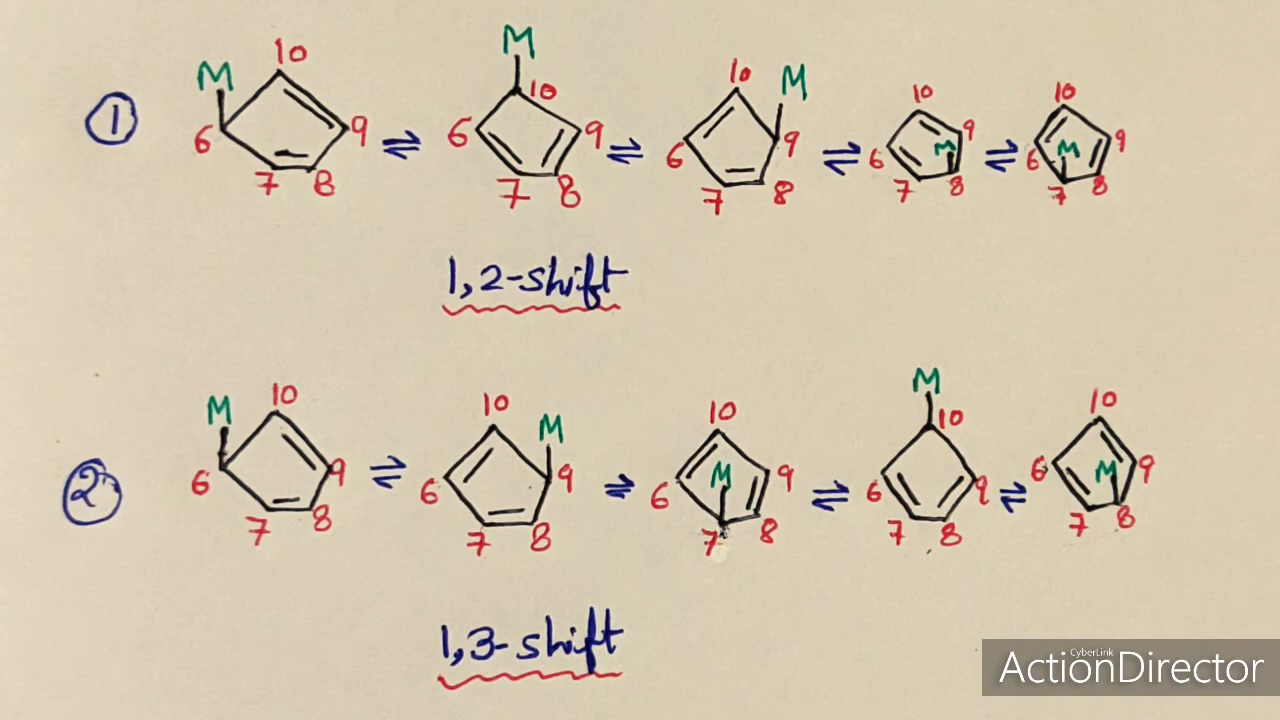 1
M 10 M 10 10 M 10 10
6 9 ⇌ 6 9 ⇌ 6 9 ⇌ 6 M 9 ⇌ 6 M 9
7 8 7 8 7 8 7 8 7 8
1,2-shift
2
M 10 10 M 10 M 10 10
6 9 ⇌ 6 9 ⇌ 6 M 9 ⇌ 6 9 ⇌ 6 M 9
7 8 7 8 7 8 7 8 7 8
1,3-shift
CyberLink
ActionDirector